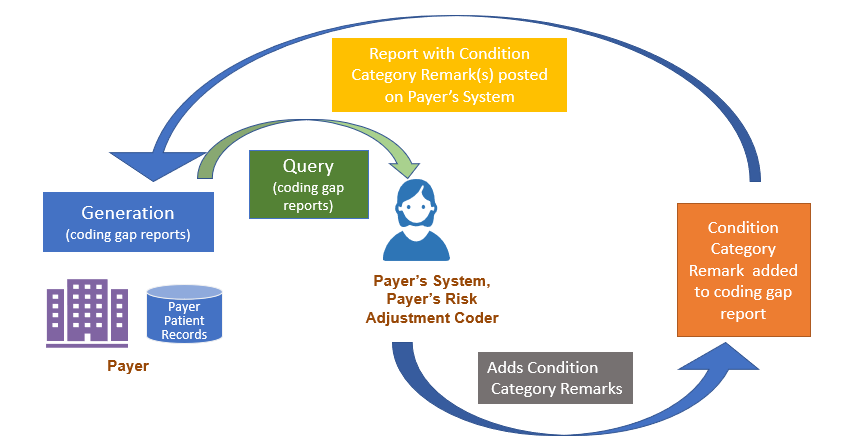 Report with Condition
Category Remark(s) posted
on Payer's System
Query
(coding gap
reports)
Generation
(coding gap reports)
Condition
Category
Remark added
to coding gap
report
Payer's System,
Payer's Risk
Adjustment Coder
Payer
Patient
Records
Payer
Adds Condition
Category Remarks